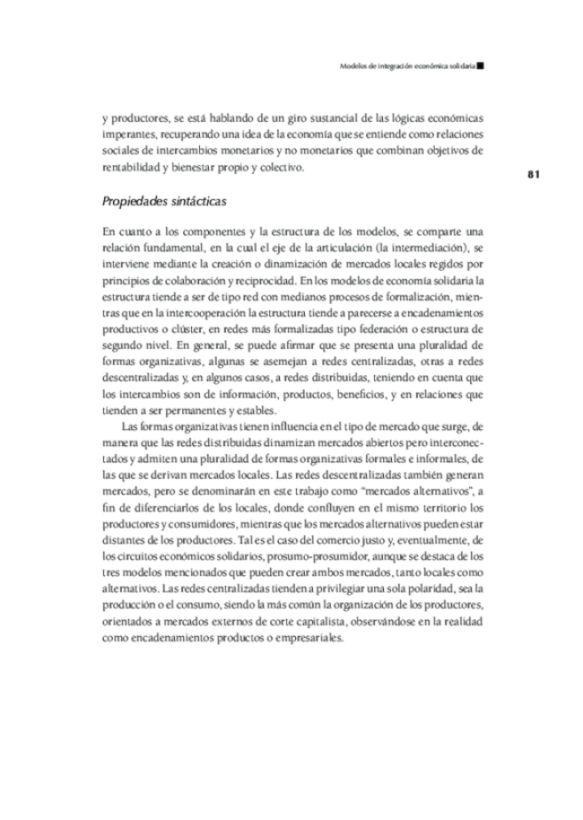 Modelos de integración económica solidaria
y productores, se está hablando de un giro sustancial de las lógicas económicas
imperantes, recuperando una idea de la economía que se entiende como relaciones
sociales de intercambios monetarios y no monetarios que combinan objetivos de
rentabilidad y bienestar propio y colectivo.
81
Propiedades sintácticas
En cuanto a los componentes y la estructura de los modelos, se comparte una
relación fundamental, en la cual el eje de la articulación (la intermediación), se
interviene mediante la creación o dinamización de mercados locales regidos por
principios de colaboración y reciprocidad. En los modelos de economía solidaria la
estructura tiende a ser de tipo red con medianos procesos de formalización, mien-
tras que en la intercooperación la estructura tiende a parecerse a encadenamientos
productivos o clúster, en redes más formalizadas tipo federación o estructura de
segundo nivel. En general, se puede afirmar que se presenta una pluralidad de
formas organizativas, algunas se asemejan a redes centralizadas, otras a redes
descentralizadas y, en algunos casos, a redes distribuidas, teniendo en cuenta que
los intercambios son de información, productos, beneficios, y en relaciones que
tienden a ser permanentes y estables.
Las formas organizativas tienen influencia en el tipo de mercado que surge, de
manera que las redes distribuidas dinamizan mercados abiertos pero interconec-
tados y admiten una pluralidad de formas organizativas formales e informales, de
las que se derivan mercados locales. Las redes descentralizadas también generan
mercados, pero se denominarán en este trabajo como “mercados alternativos”, a
fin de diferenciarlos de los locales, donde confluyen en el mismo territorio los
productores y consumidores, mientras que los mercados alternativos pueden estar
distantes de los productores. Tal es el caso del comercio justo y, eventualmente, de
los circuitos económicos solidarios, prosumo-prosumidor, aunque se destaca de los
tres modelos mencionados que pueden crear ambos mercados, tanto locales como
alternativos. Las redes centralizadas tienden a privilegiar una sola polaridad, sea la
producción o el consumo, siendo la más común la organización de los productores,
orientados a mercados externos de corte capitalista, observándose en la realidad
como encadenamientos productos o empresariales.